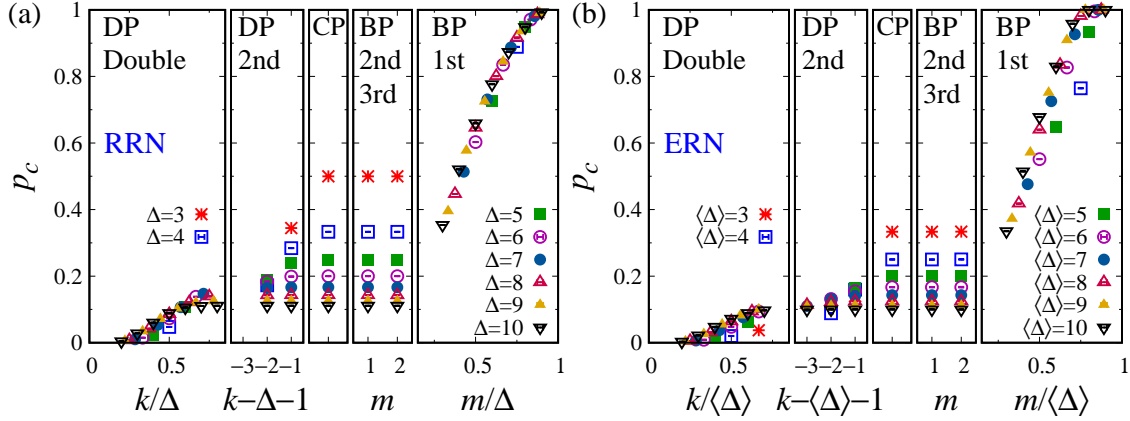 (a)
DP
Double
DP
2nd
CP
BP
2nd
3rd
BP
1st
RRN
p_c
1
0.8
0.6
0.4
0.2
0
Δ=3
Δ=4
Δ=5
Δ=6
Δ=7
Δ=8
Δ=9
Δ=10
0 0.5
−3−2−1
1 2
0.5 1
k/Δ
k−Δ−1
m
m/Δ
(b)
DP
Double
DP
2nd
CP
BP
2nd
3rd
BP
1st
ERN
p_c
1
0.8
0.6
0.4
0.2
0
⟨Δ⟩=3
⟨Δ⟩=4
⟨Δ⟩=5
⟨Δ⟩=6
⟨Δ⟩=7
⟨Δ⟩=8
⟨Δ⟩=9
⟨Δ⟩=10
0 0.5
−3−2−1
1 2
0.5 1
k/⟨Δ⟩
k−⟨Δ⟩−1
m
m/⟨Δ⟩